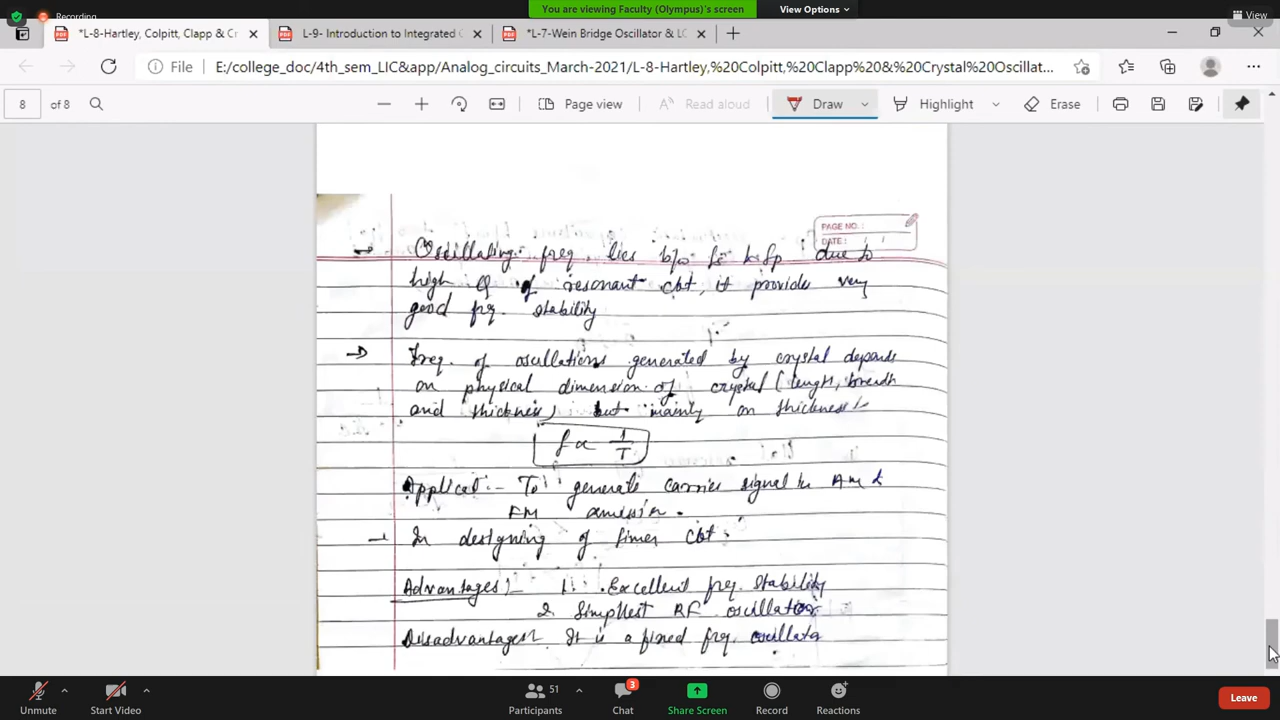 Recording
You are viewing Faculty (Olympus)'s screen
View Options
View
*L-8-Hartley, Colpitt, Clapp & Cr
L-9- Introduction to Integrated C
*L-7-Wein Bridge Oscillator & LC
File
E:/college_doc/4th_sem_LIC&app/Analog_circuits_March-2021/L-8-Hartley,%20Colpitt,%20Clapp%20&%20Crystal%20Oscillat...
8 of 8
Page view
Read aloud
Draw
Highlight
Erase
PAGE NO.:
DATE:
→ Oscillating freq. lies b/w fs & fp due to
high Q of resonant ckt, it provide very
good frq. stability
→ Freq. of oscillations generated by crystal depends
on physical dimension of crystal (length, breadth
and thickness) but mainly on thickness
f ∝ 1/T
Applicat:- To generate carrier signal in AM &
FM
→ In designing of timer ckt.
Advantages:- 1. Excellent frq. stability
2. Simplest RF oscillator
Disadvantages It is a fixed frq. oscillator
Unmute
Start Video
51
Participants
3
Chat
Share Screen
Record
Reactions
Leave